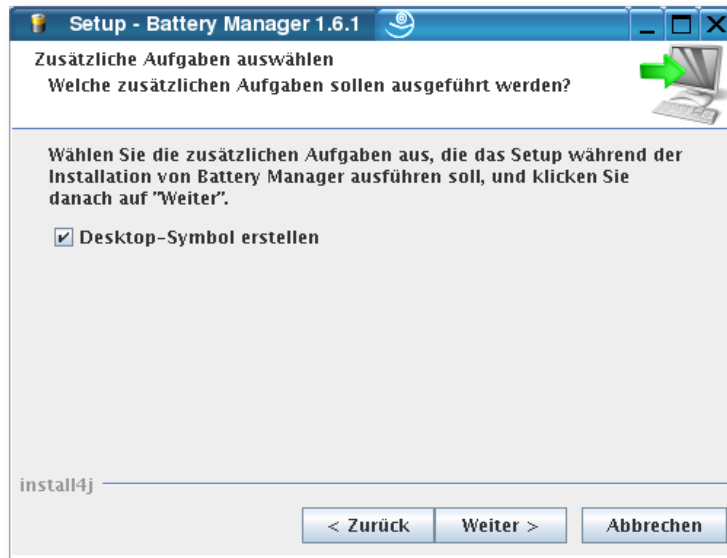 Setup - Battery Manager 1.6.1
Zusätzliche Aufgaben auswählen
Welche zusätzlichen Aufgaben sollen ausgeführt werden?
Wählen Sie die zusätzlichen Aufgaben aus, die das Setup während der
Installation von Battery Manager ausführen soll, und klicken Sie
danach auf "Weiter".
Desktop-Symbol erstellen
install4j
< Zurück
Weiter >
Abbrechen